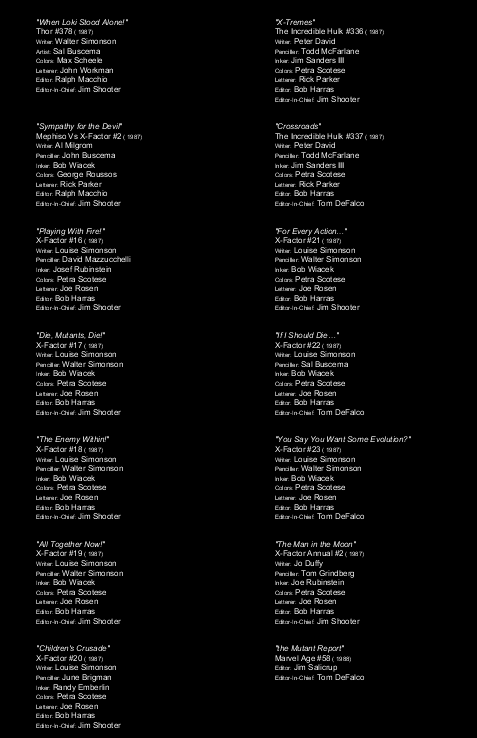 "When Loki Stood Alone!"
Thor #378 ( 1987)
Writer: Walter Simonson
Artist: Sal Buscema
Colors: Max Scheele
Letterer: John Workman
Editor: Ralph Macchio
Editor-In-Chief: Jim Shooter

"Sympathy for the Devil"
Mephiso Vs X-Factor #2 ( 1987)
Writer: Al Milgrom
Penciller: John Buscema
Inker: Bob Wiacek
Colors: George Roussos
Letterer: Rick Parker
Editor: Ralph Macchio
Editor-In-Chief: Jim Shooter

"Playing With Fire!"
X-Factor #16 ( 1987)
Writer: Louise Simonson
Penciller: David Mazzucchelli
Inker: Josef Rubinstein
Colors: Petra Scotese
Letterer: Joe Rosen
Editor: Bob Harras
Editor-In-Chief: Jim Shooter

"Die, Mutants, Die!"
X-Factor #17 ( 1987)
Writer: Louise Simonson
Penciller: Walter Simonson
Inker: Bob Wiacek
Colors: Petra Scotese
Letterer: Joe Rosen
Editor: Bob Harras
Editor-In-Chief: Jim Shooter

"The Enemy Within!"
X-Factor #18 ( 1987)
Writer: Louise Simonson
Penciller: Walter Simonson
Inker: Bob Wiacek
Colors: Petra Scotese
Letterer: Joe Rosen
Editor: Bob Harras
Editor-In-Chief: Jim Shooter

"All Together Now!"
X-Factor #19 ( 1987)
Writer: Louise Simonson
Penciller: Walter Simonson
Inker: Bob Wiacek
Colors: Petra Scotese
Letterer: Joe Rosen
Editor: Bob Harras
Editor-In-Chief: Jim Shooter

"Children's Crusade"
X-Factor #20 ( 1987)
Writer: Louise Simonson
Penciller: June Brigman
Inker: Randy Emberlin
Colors: Petra Scotese
Letterer: Joe Rosen
Editor: Bob Harras
Editor-In-Chief: Jim Shooter

"X-Tremes"
The Incredible Hulk #336 ( 1987)
Writer: Peter David
Penciller: Todd McFarlane
Inker: Jim Sanders III
Colors: Petra Scotese
Letterer: Rick Parker
Editor: Bob Harras
Editor-In-Chief: Jim Shooter

"Crossroads"
The Incredible Hulk #337 ( 1987)
Writer: Peter David
Penciller: Todd McFarlane
Inker: Jim Sanders III
Colors: Petra Scotese
Letterer: Rick Parker
Editor: Bob Harras
Editor-In-Chief: Tom DeFalco

"For Every Action..."
X-Factor #21 ( 1987)
Writer: Louise Simonson
Penciller: Walter Simonson
Inker: Bob Wiacek
Colors: Petra Scotese
Letterer: Joe Rosen
Editor: Bob Harras
Editor-In-Chief: Jim Shooter

"If I Should Die..."
X-Factor #22 ( 1987)
Writer: Louise Simonson
Penciller: Sal Buscema
Inker: Bob Wiacek
Colors: Petra Scotese
Letterer: Joe Rosen
Editor: Bob Harras
Editor-In-Chief: Tom DeFalco

"You Say You Want Some Evolution?"
X-Factor #23 ( 1987)
Writer: Louise Simonson
Penciller: Walter Simonson
Inker: Bob Wiacek
Colors: Petra Scotese
Letterer: Joe Rosen
Editor: Bob Harras
Editor-In-Chief: Tom DeFalco

"The Man in the Moon"
X-Factor Annual #2 ( 1987)
Writer: Jo Duffy
Penciller: Tom Grindberg
Inker: Joe Rubinstein
Colors: Petra Scotese
Letterer: Joe Rosen
Editor: Bob Harras
Editor-In-Chief: Jim Shooter

"the Mutant Report"
Marvel Age #58 ( 1988)
Editor: Jim Salicrup
Editor-In-Chief: Tom DeFalco